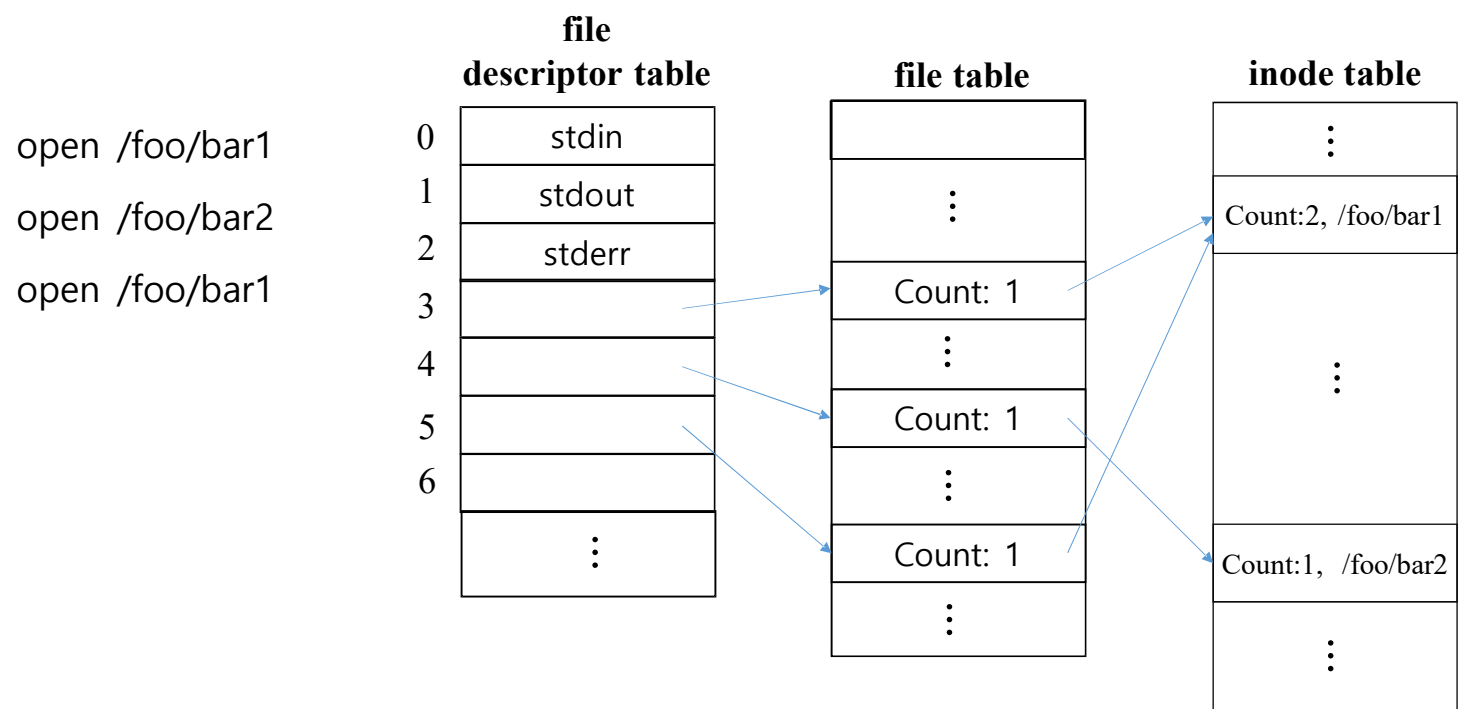 open /foo/bar1
open /foo/bar2
open /foo/bar1
file
descriptor table
0
stdin
1
stdout
2
stderr
3
4
5
6
⋮
file table
⋮
Count: 1
⋮
Count: 1
⋮
Count: 1
⋮
inode table
⋮
Count:2, /foo/bar1
⋮
Count:1, /foo/bar2
⋮